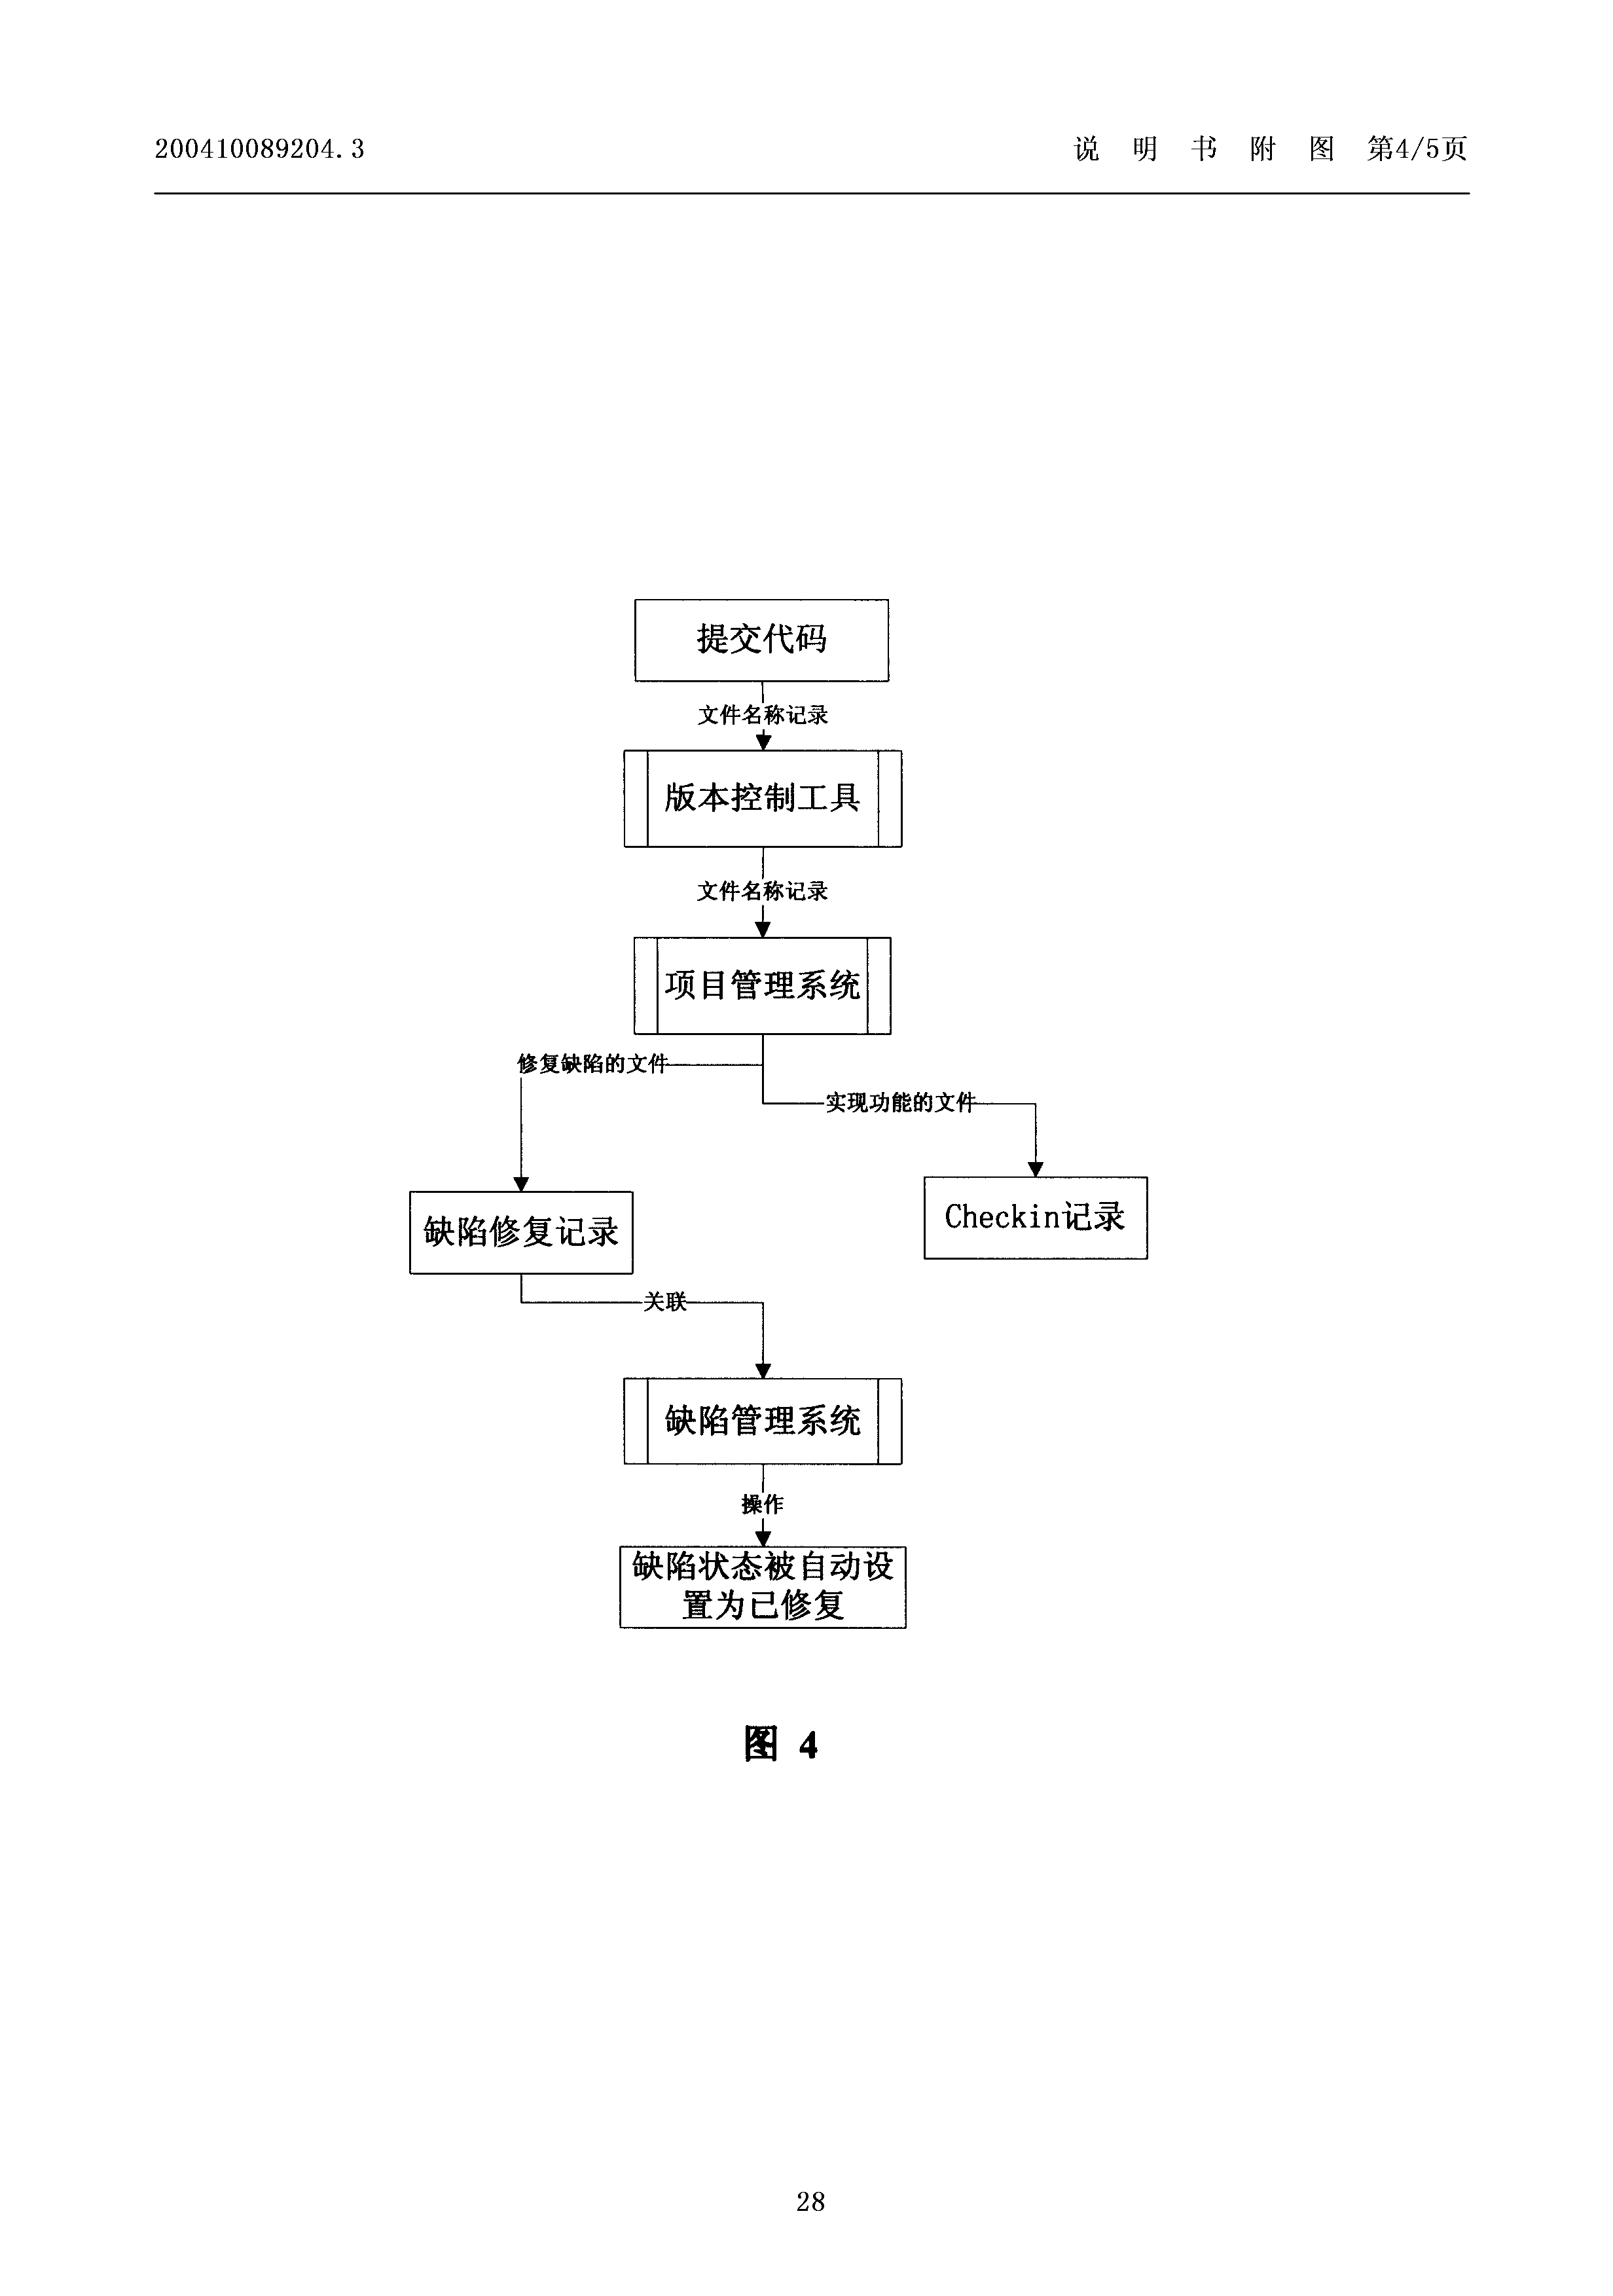 200410089204.3
说 明 书 附 图 第4/5页
提交代码
文件名称记录
版本控制工具
文件名称记录
项目管理系统
修复缺陷的文件
实现功能的文件
缺陷修复记录
Checkin记录
关联
缺陷管理系统
操作
缺陷状态被自动设
置为已修复
图 4
28